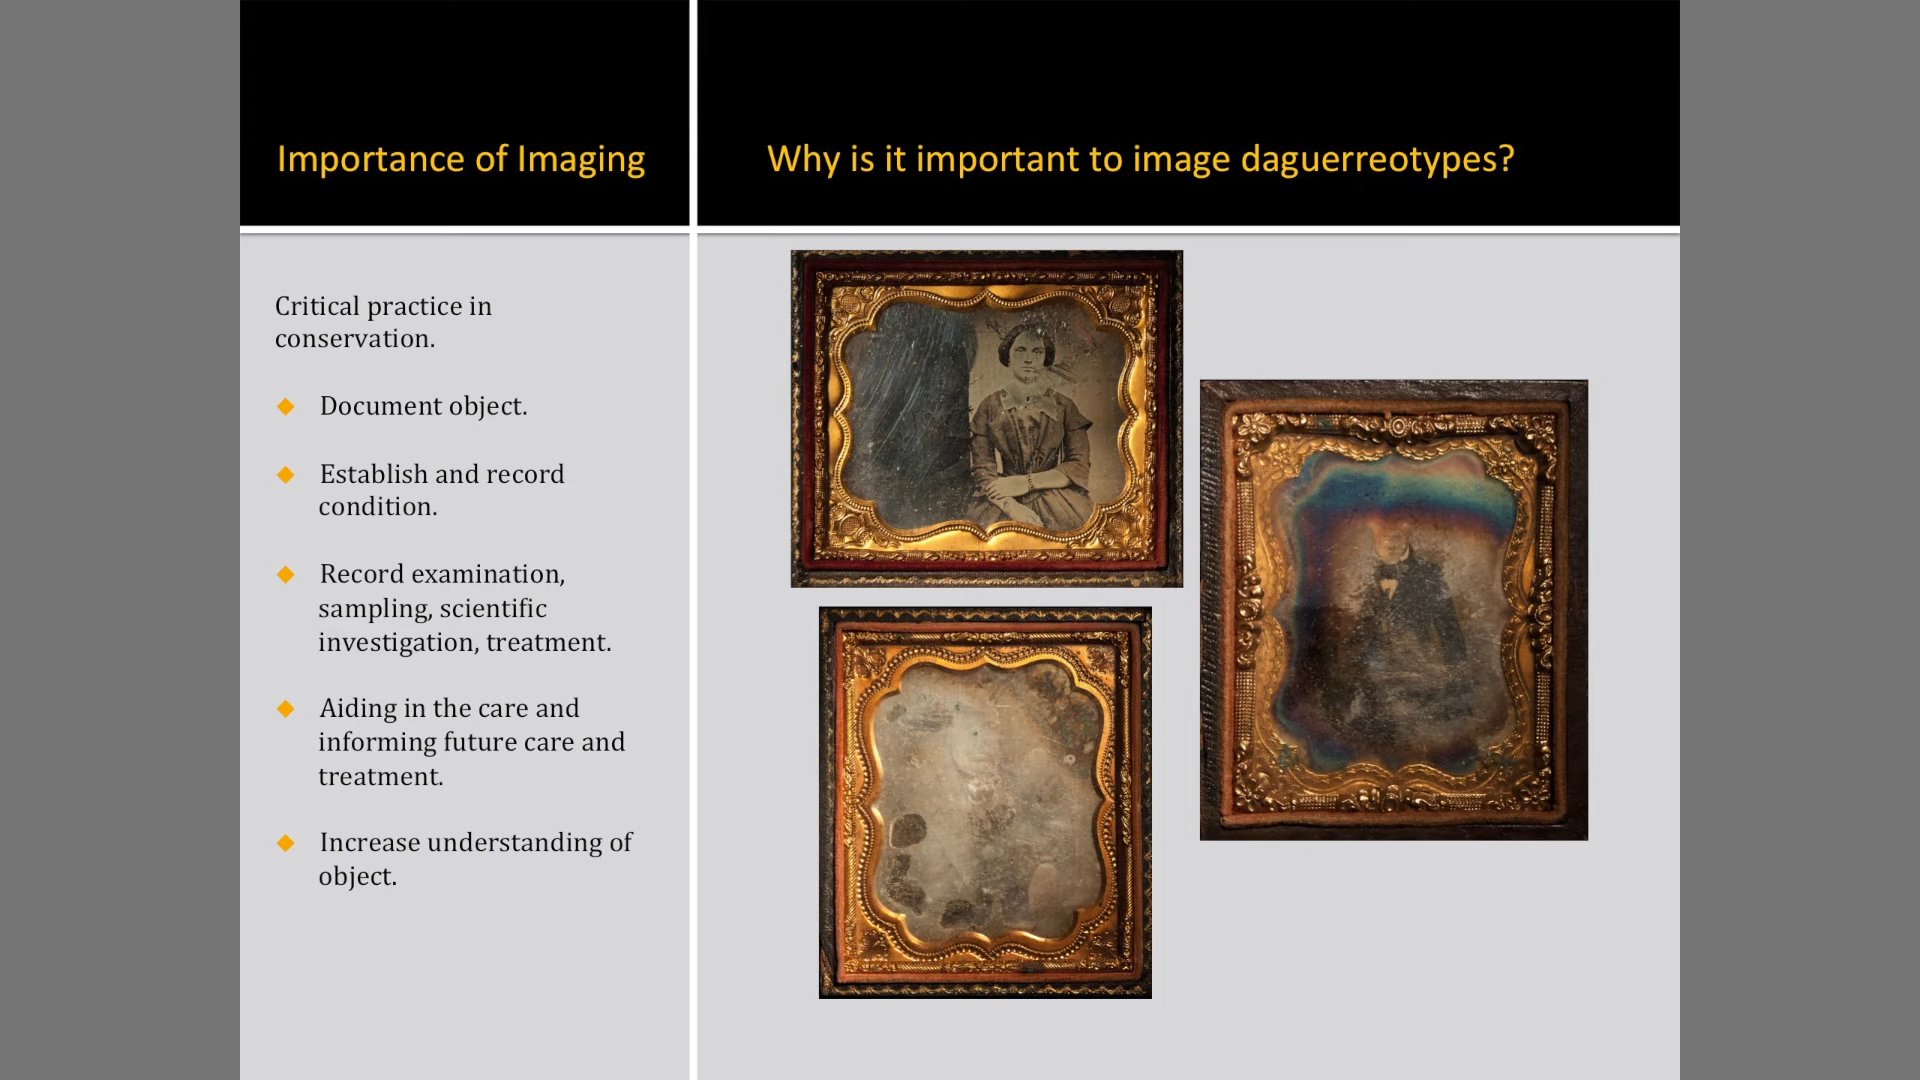 Importance of Imaging
Why is it important to image daguerreotypes?
Critical practice in
conservation.
Document object.
Establish and record
condition.
Record examination,
sampling, scientific
investigation, treatment.
Aiding in the care and
informing future care and
treatment.
Increase understanding of
object.